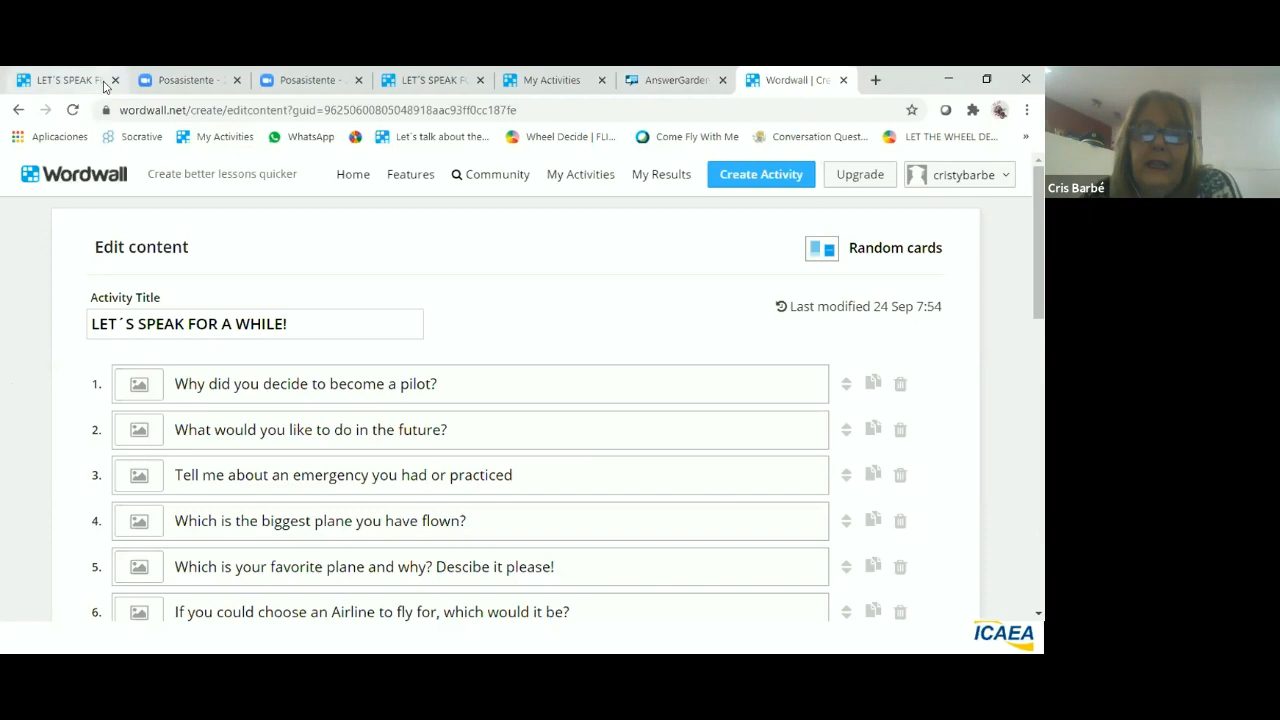 LET´S SPEAK F
Posasistente -
Posasistente -
LET´S SPEAK F
My Activities
AnswerGarden
Wordwall | Cre
wordwall.net/create/editcontent?guid=96250600805048918aac93ff0cc187fe
Aplicaciones
Socrative
My Activities
WhatsApp
Let´s talk about the...
Wheel Decide | FLI...
Come Fly With Me
Conversation Quest...
LET THE WHEEL DE...
»
Wordwall
Create better lessons quicker
Home
Features
Community
My Activities
My Results
Create Activity
Upgrade
cristybarbe
Cris Barbé
Edit content
Random cards
Activity Title
LET´S SPEAK FOR A WHILE!
Last modified 24 Sep 7:54
1. Why did you decide to become a pilot?
2. What would you like to do in the future?
3. Tell me about an emergency you had or practiced
4. Which is the biggest plane you have flown?
5. Which is your favorite plane and why? Descibe it please!
6. If you could choose an Airline to fly for, which would it be?
ICAEA